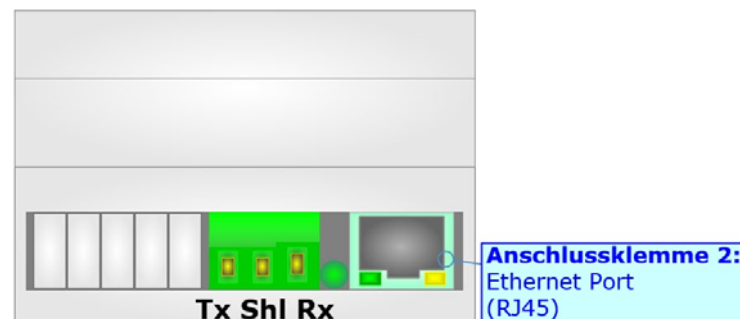 Anschlussklemme 2:
Ethernet Port
(RJ45)
Tx Shl Rx